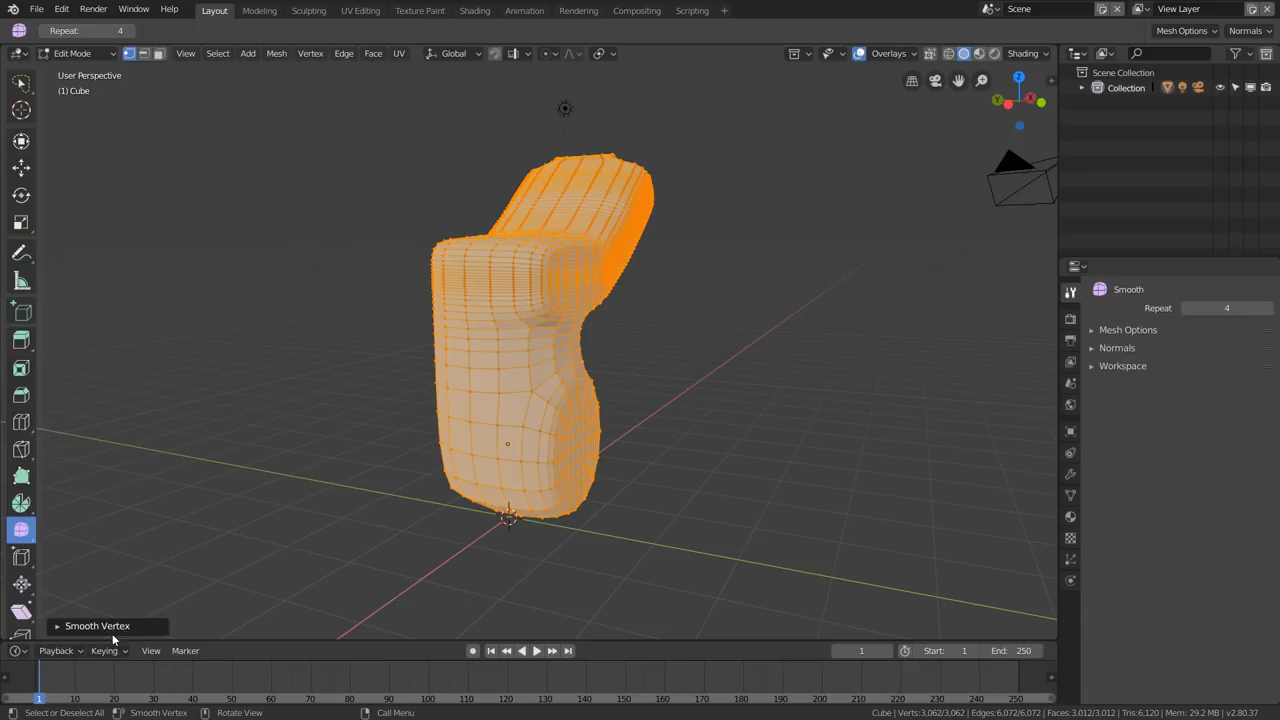 File Edit Render Window Help Layout Modeling Sculpting UV Editing Texture Paint Shading Animation Rendering Compositing Scripting Scene View Layer
Repeat: 4 Mesh Options Normals
Edit Mode View Select Add Mesh Vertex Edge Face UV Global Overlays Shading
User Perspective
(1) Cube
Scene Collection
Collection
Z
Y
X
Smooth
Repeat 4
Mesh Options
Normals
Workspace
Smooth Vertex
Playback Keying View Marker 1 Start: 1 End: 250
1 10 20 30 40 50 60 70 80 90 100 110 120 130 140 150 160 170 180 190 200 210 220 230 240 250
Select or Deselect All Smooth Vertex Rotate View Call Menu Cube | Verts:3,062/3,062 | Edges:6,072/6,072 | Faces:3,012/3,012 | Tris:6,120 | Mem: 29.2 MB | v2.80.37